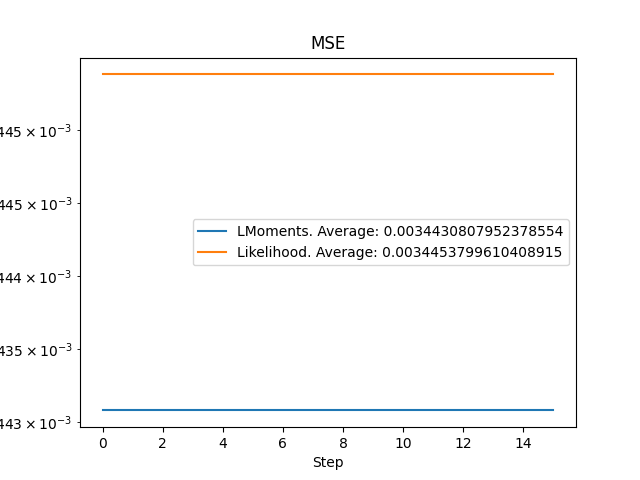 MSE
445 × 10⁻³
445 × 10⁻³
444 × 10⁻³
435 × 10⁻³
443 × 10⁻³
LMoments. Average: 0.0034430807952378554
Likelihood. Average: 0.0034453799610408915
0 2 4 6 8 10 12 14
Step